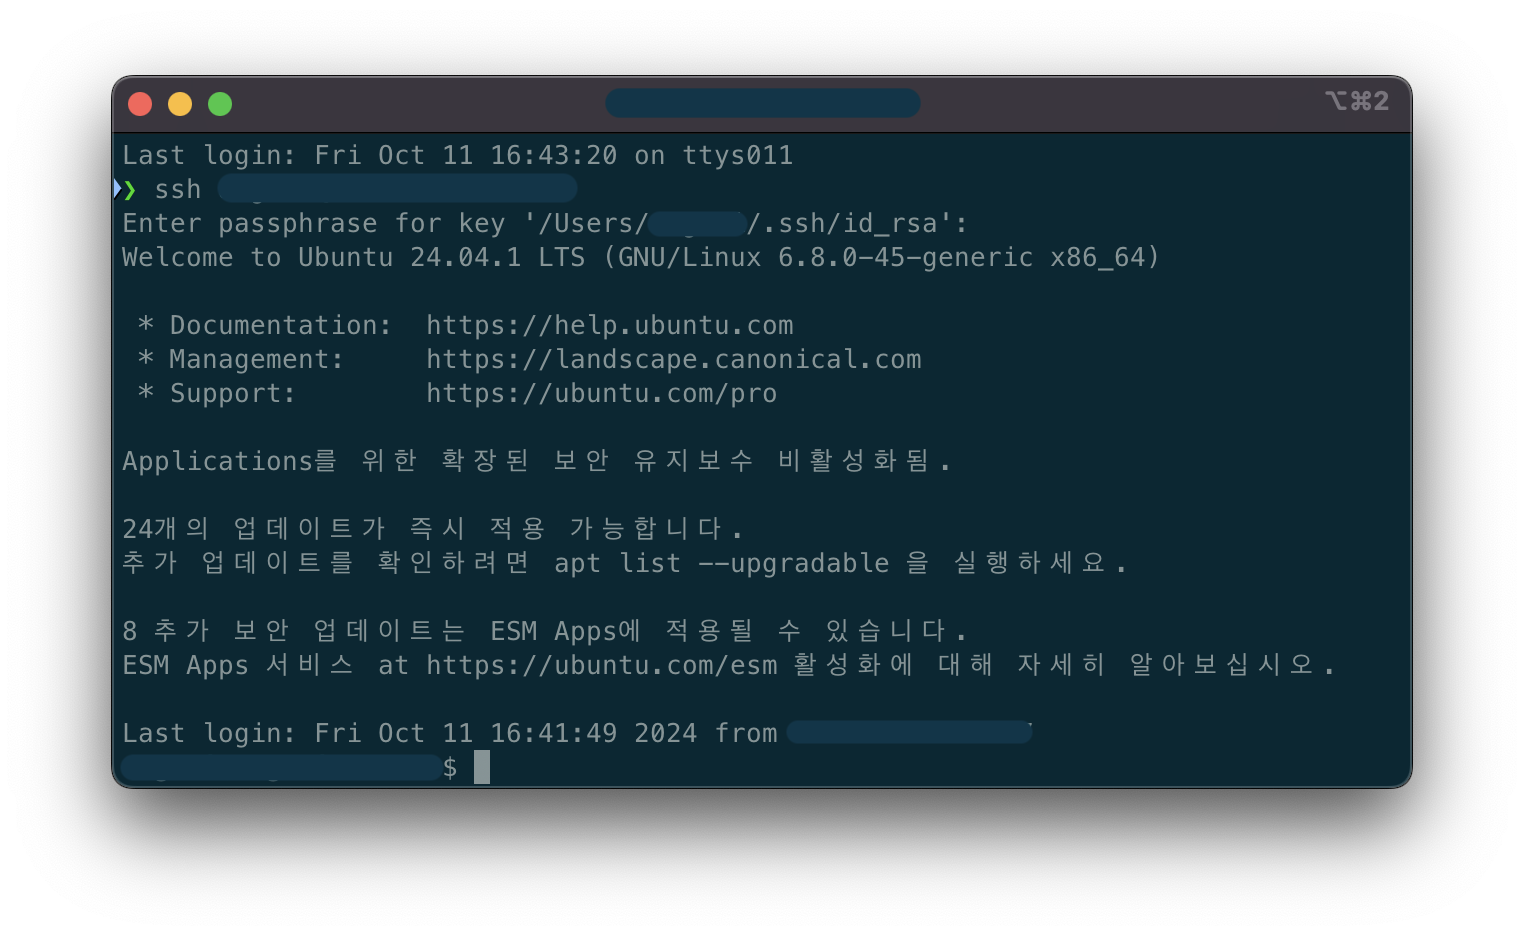 ⌥⌘2
Last login: Fri Oct 11 16:43:20 on ttys011
❯ ssh
Enter passphrase for key '/Users/ /.ssh/id_rsa':
Welcome to Ubuntu 24.04.1 LTS (GNU/Linux 6.8.0-45-generic x86_64)
* Documentation:  https://help.ubuntu.com
* Management:     https://landscape.canonical.com
* Support:        https://ubuntu.com/pro
Applications를 위한 확장된 보안 유지보수 비활성화됨.
24개의 업데이트가 즉시 적용 가능합니다.
추가 업데이트를 확인하려면 apt list --upgradable 을 실행하세요.
8 추가 보안 업데이트는 ESM Apps에 적용될 수 있습니다.
ESM Apps 서비스 at https://ubuntu.com/esm 활성화에 대해 자세히 알아보십시오.
Last login: Fri Oct 11 16:41:49 2024 from
$